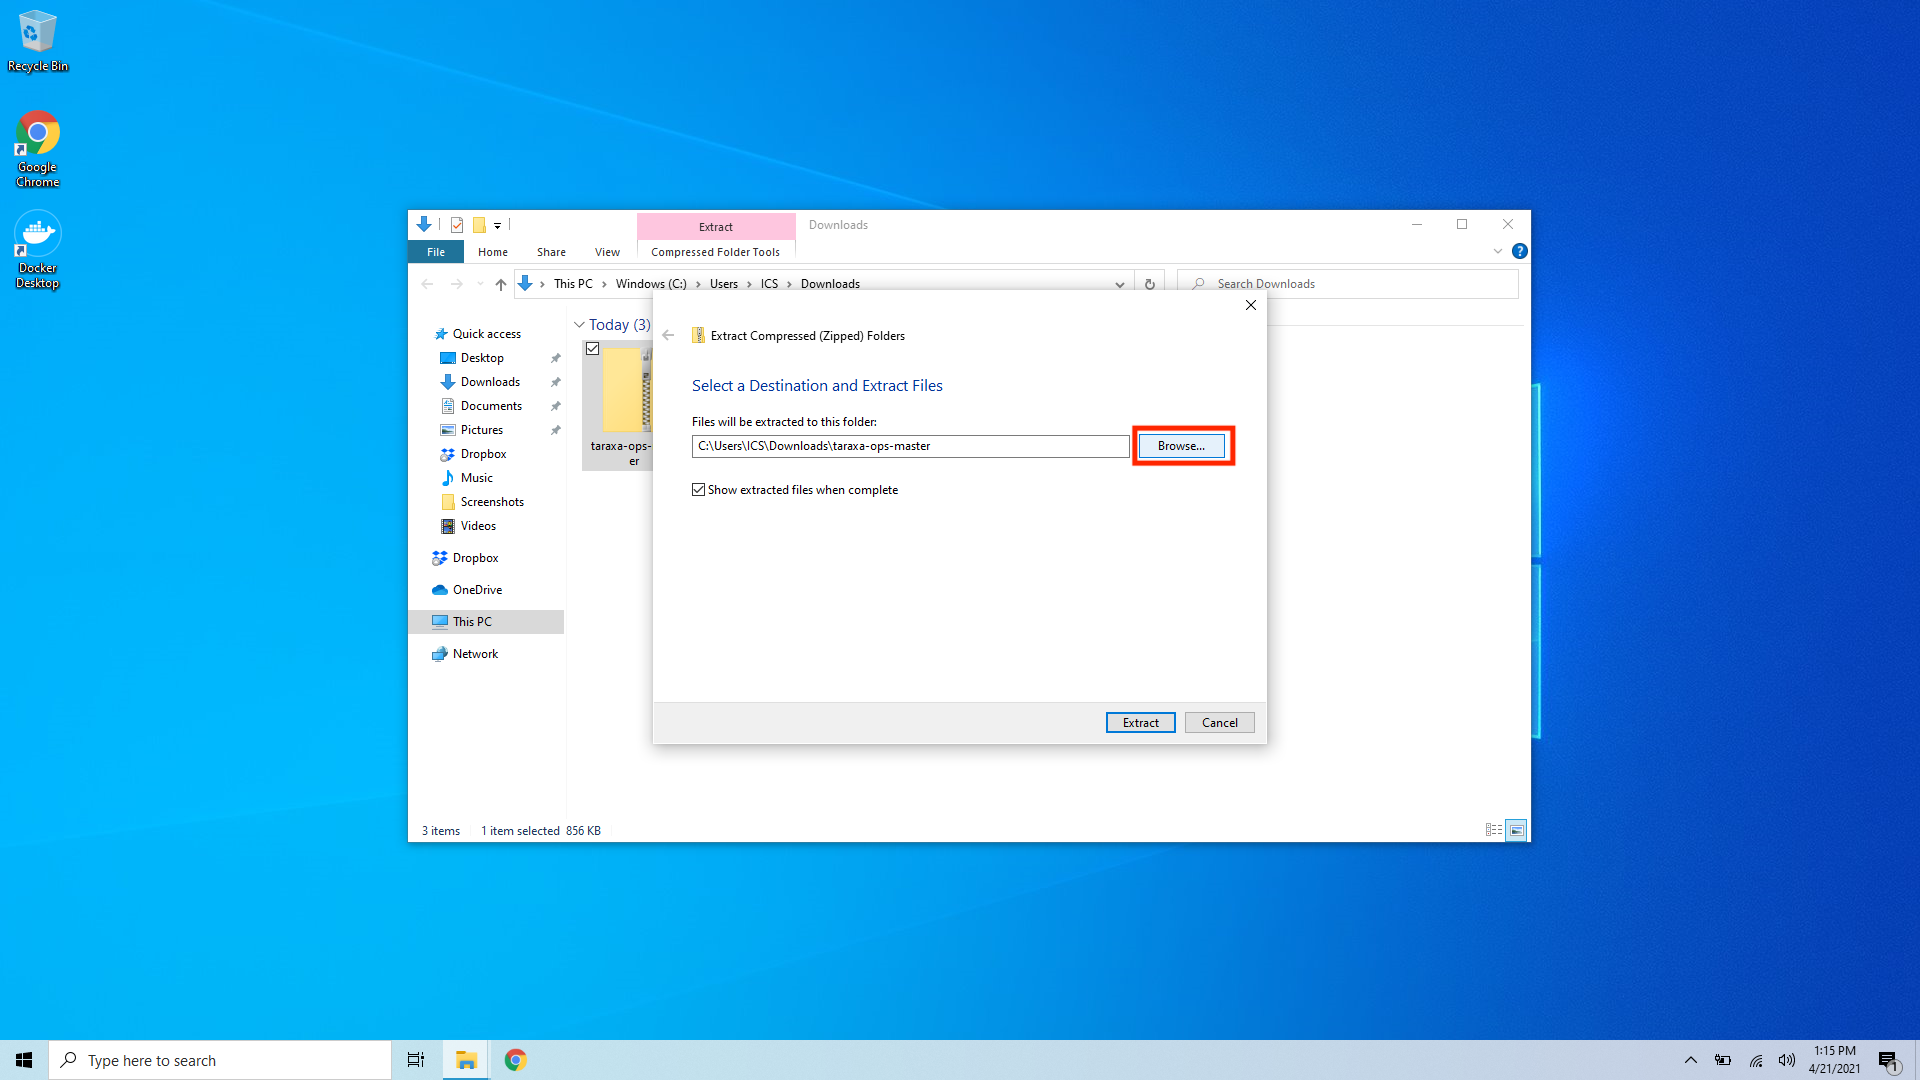 Recycle Bin
Google
Chrome
Docker
Desktop
Extract
Downloads
File
Home
Share
View
Compressed Folder Tools
This PC > Windows (C:) > Users > ICS > Downloads
Search Downloads
Quick access
Desktop
Downloads
Documents
Pictures
Dropbox
Music
Screenshots
Videos
Dropbox
OneDrive
This PC
Network
Today (3)
taraxa-ops-
er
Extract Compressed (Zipped) Folders
Select a Destination and Extract Files
Files will be extracted to this folder:
C:\Users\ICS\Downloads\taraxa-ops-master
Browse...
Show extracted files when complete
Extract
Cancel
3 items
1 item selected 856 KB
Type here to search
1:15 PM
4/21/2021
1